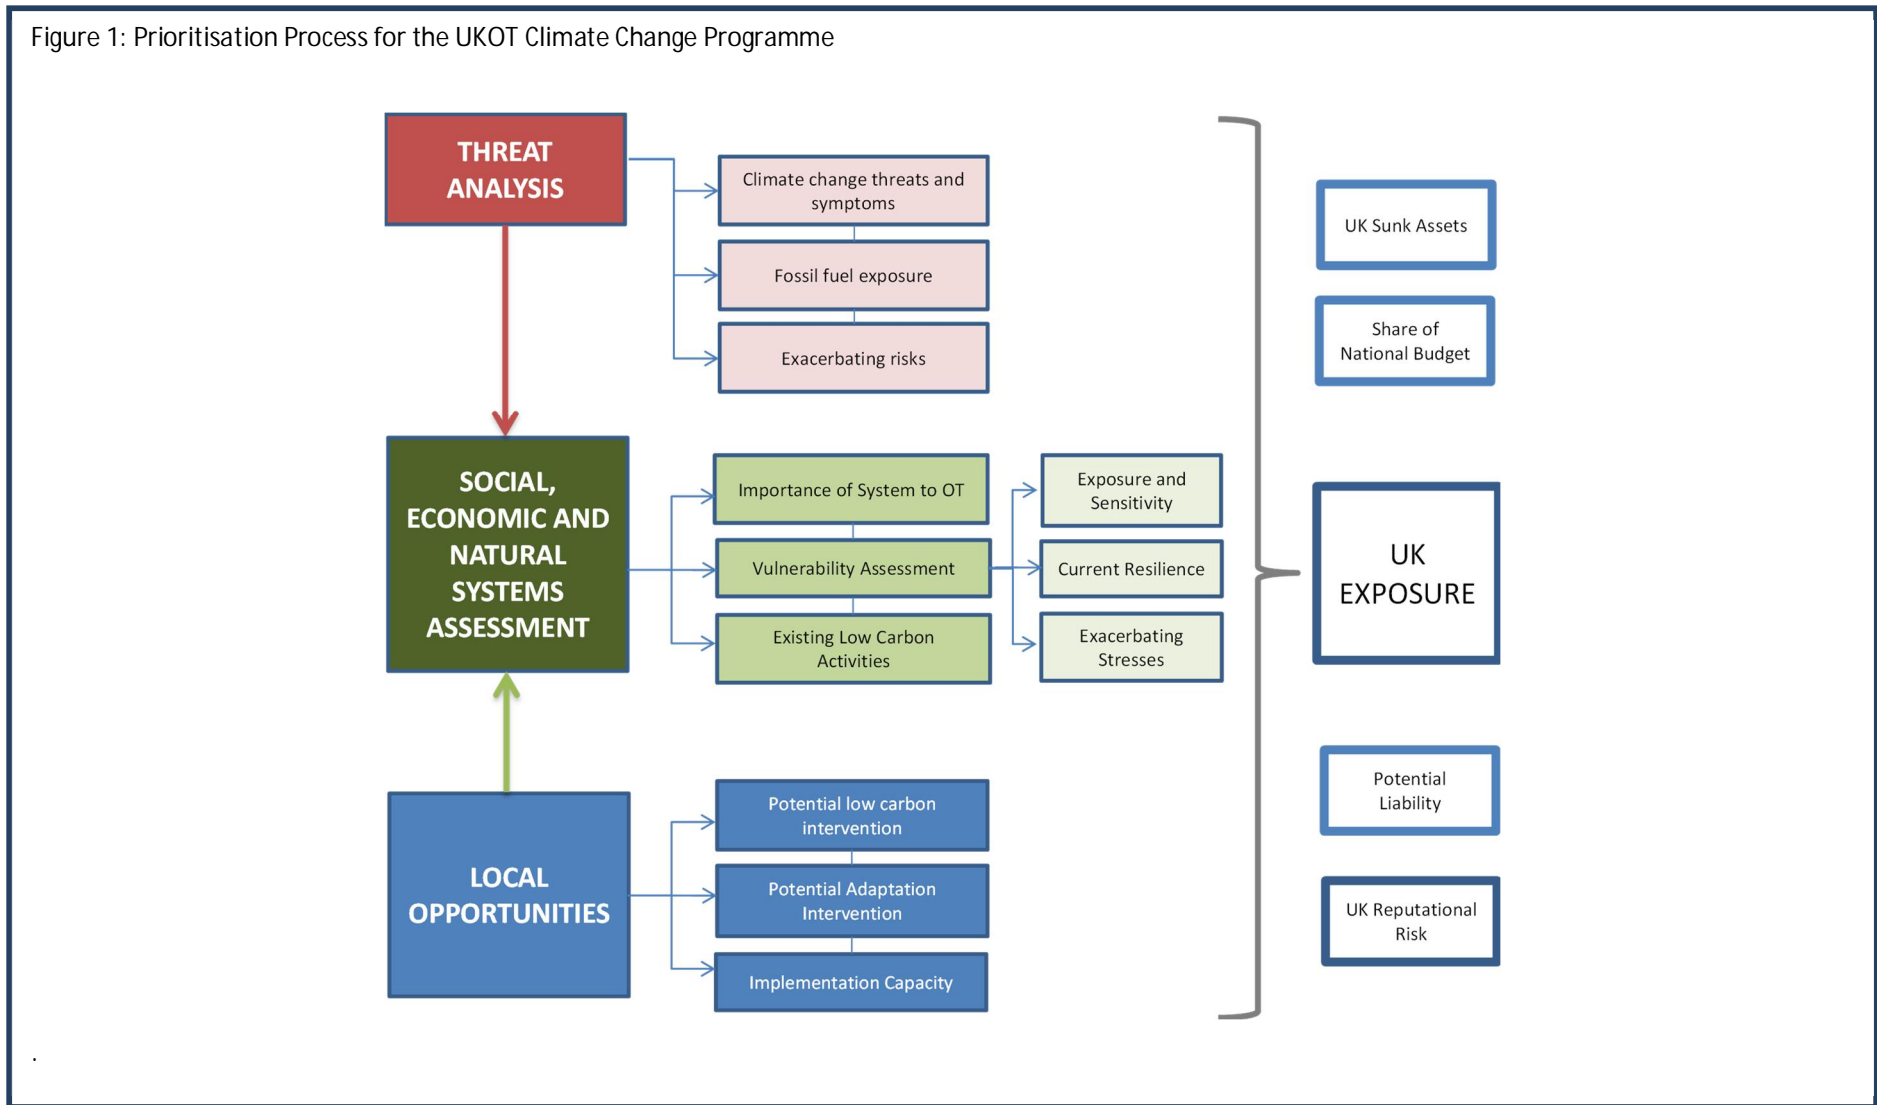 Figure 1: Prioritisation Process for the UKOT Climate Change Programme
THREAT
ANALYSIS
Climate change threats and
symptoms
Fossil fuel exposure
Exacerbating risks
SOCIAL,
ECONOMIC AND
NATURAL
SYSTEMS
ASSESSMENT
Importance of System to OT
Vulnerability Assessment
Existing Low Carbon
Activities
Exposure and
Sensitivity
Current Resilience
Exacerbating
Stresses
LOCAL
OPPORTUNITIES
Potential low carbon
intervention
Potential Adaptation
Intervention
Implementation Capacity
UK Sunk Assets
Share of
National Budget
UK
EXPOSURE
Potential
Liability
UK Reputational
Risk
.